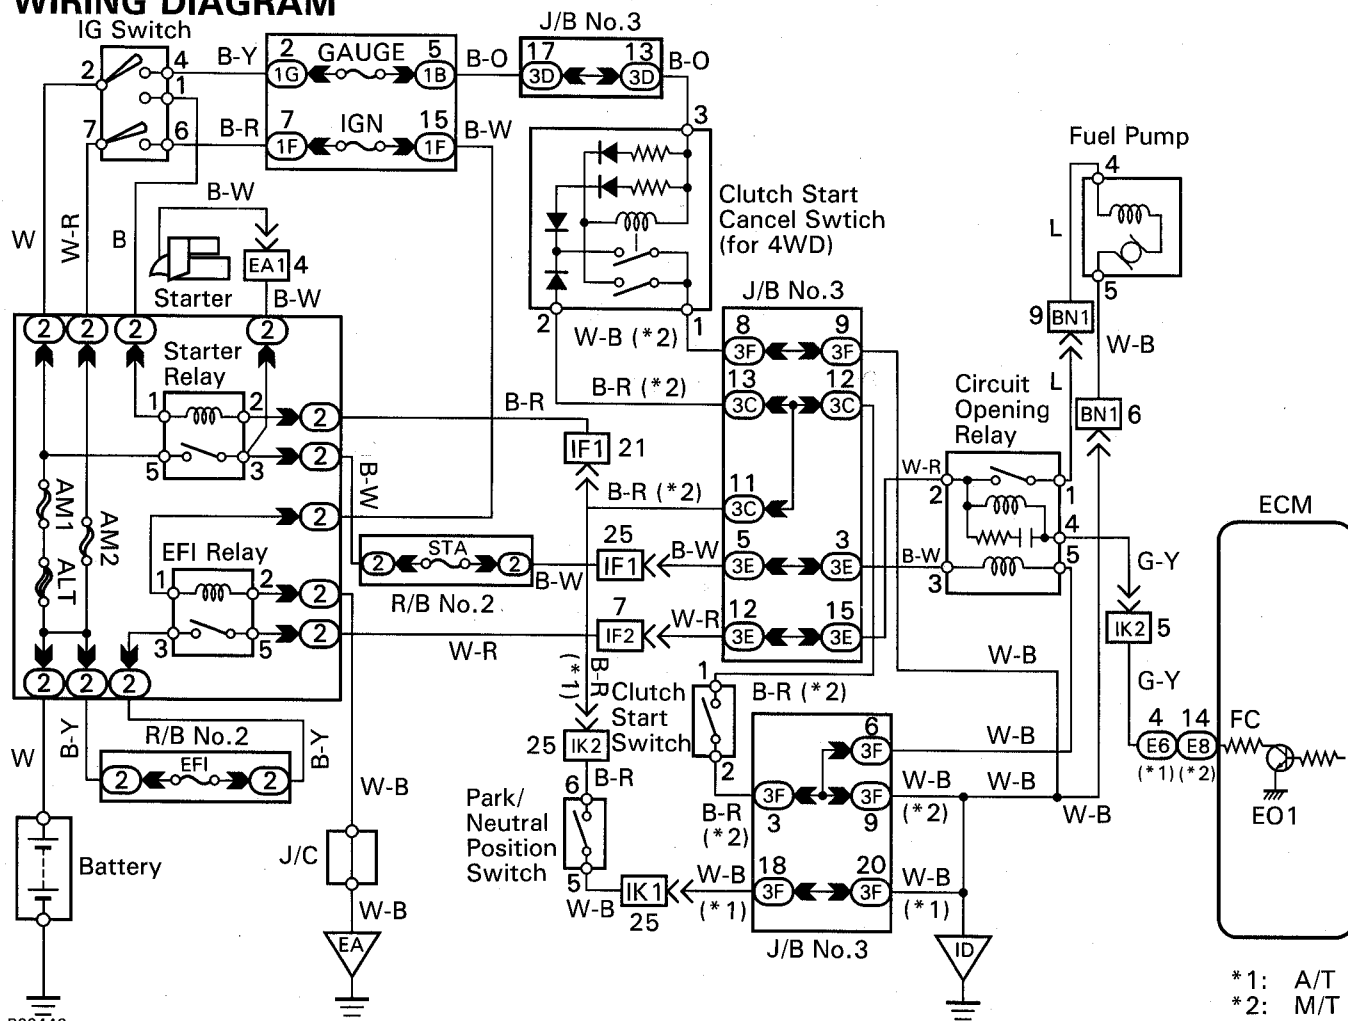 WIRING DIAGRAM
IG Switch
J/B No.3
2 4 B-Y 2 GAUGE 5 B-O 17 13 B-O
1G 1B 3D 3D
1
7 6 B-R 7 IGN 15 B-W
1F 1F
3
Fuel Pump
4
B-W
W W-R B
EA1 4
Starter
B-W
Clutch Start
Cancel Swtich
(for 4WD)
L
5
2 1
W-B (*2)
J/B No.3
9 BN1
W-B
2 2 2 2
Starter
Relay
8 9
3F 3F
B-R (*2)
13 12
3C 3C
Circuit
Opening
Relay
L
BN1 6
1 2 2
B-R
IF1 21
5 3 2
B-W
B-R (*2)
11
3C
W-R
2 1
4
5
B-W
3
AM1
AM2
ALT
2
EFI Relay
1 2 2
3 5 2
STA
2 2
R/B No.2
B-W
25
IF1
B-W
5 3
3E 3E
7
IF2
W-R
12 15
3E 3E
W-R
G-Y
IK2 5
G-Y
ECM
W-B
2 2 2
B-R
(*1)
Clutch
Start
Switch
1
2
B-R (*2)
W B-Y
R/B No.2
EFI
2 2
B-Y
25 IK2
B-R
6
3F
W-B
4 14 FC
E6 E8
(*1) (*2)
EO1
W-B
Park/
Neutral
Position
Switch
6
5
B-R
(*2)
3F 3F
3 9
W-B
(*2)
W-B
W-B
Battery
J/C
W-B
W-B
IK1
25
W-B
(*1)
18 20
3F 3F
W-B
(*1)
EA
J/B No.3
ID
*1: A/T
*2: M/T